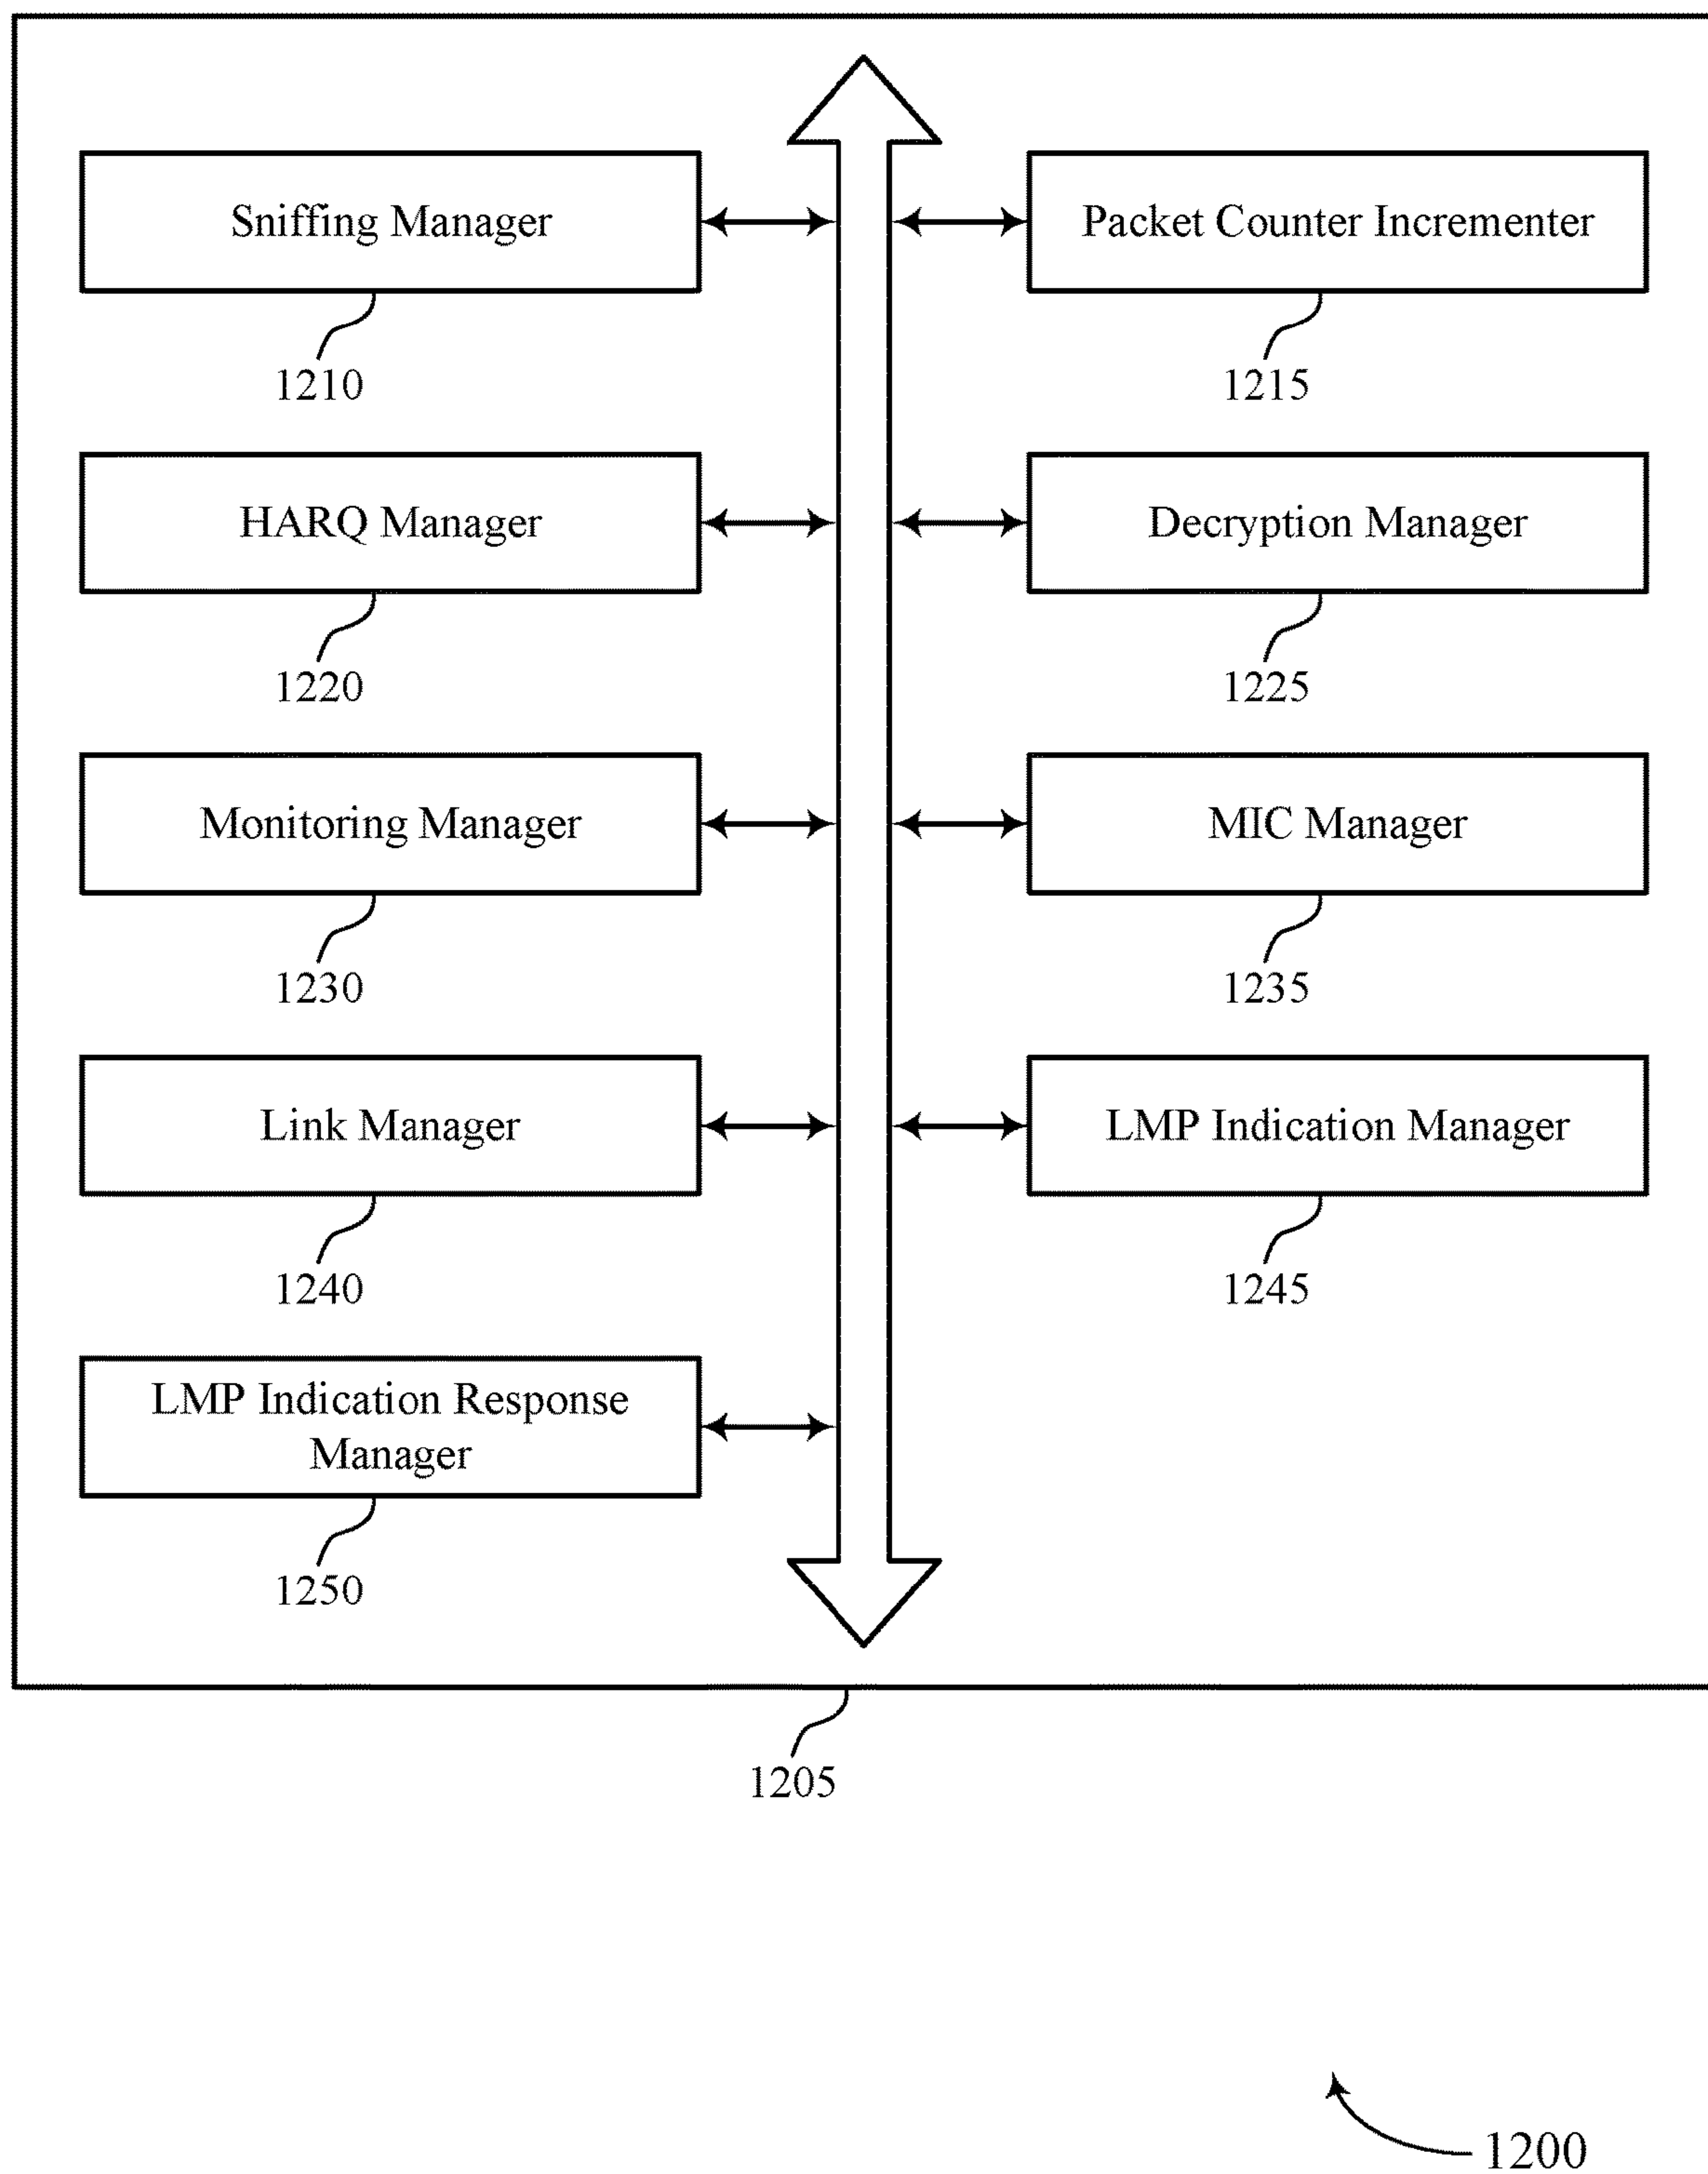 Sniffing Manager
Packet Counter Incrementer
1210
1215
HARQ Manager
Decryption Manager
1220
1225
Monitoring Manager
MIC Manager
1230
1235
Link Manager
LMP Indication Manager
1240
1245
LMP Indication Response
Manager
1250
1205
1200